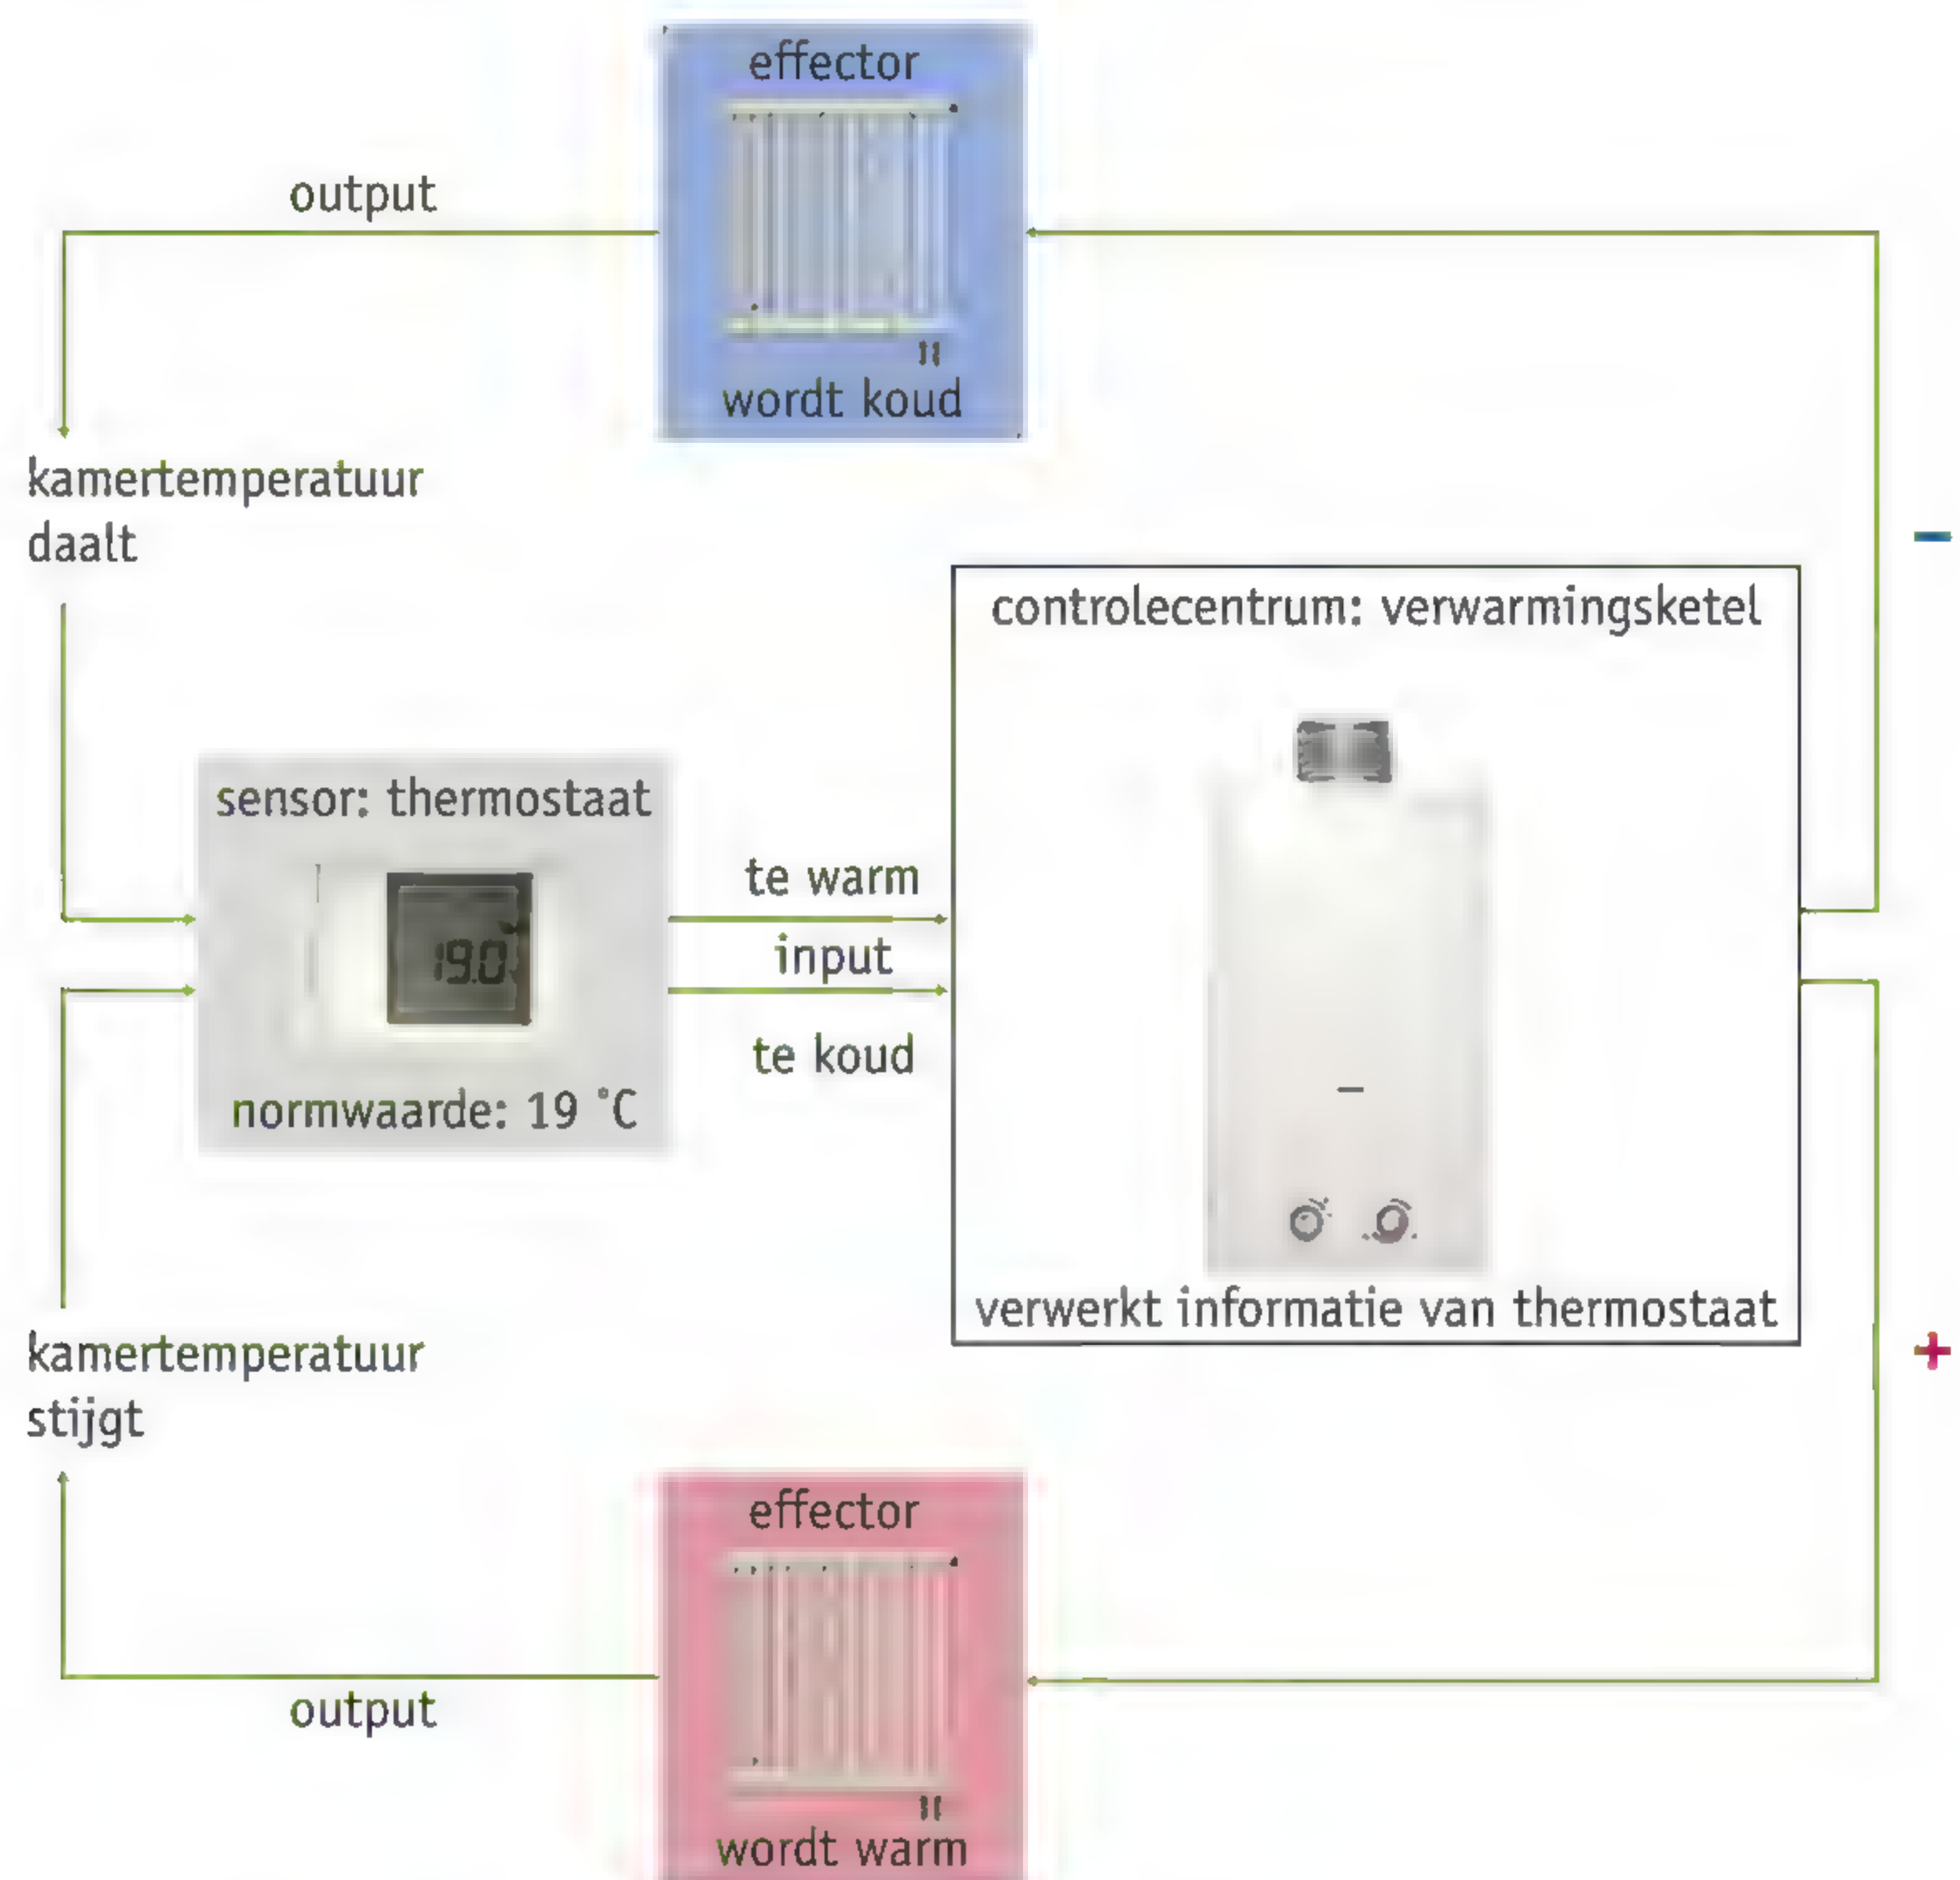 effector
wordt koud
output
kamertemperatuur
daalt
−
controlecentrum: verwarmingsketel
sensor: thermostaat
19.0
normwaarde: 19 °C
te warm
input
te koud
verwerkt informatie van thermostaat
+
kamertemperatuur
stijgt
effector
wordt warm
output